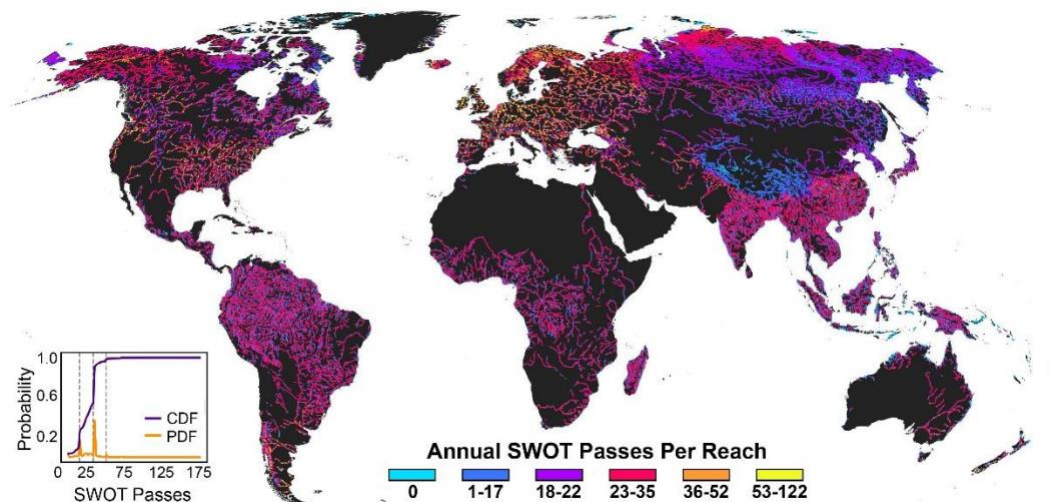 1.0
0.6
0.2
Probability
CDF
PDF
0 25 75 125 175
SWOT Passes
Annual SWOT Passes Per Reach
0 1-17 18-22 23-35 36-52 53-122